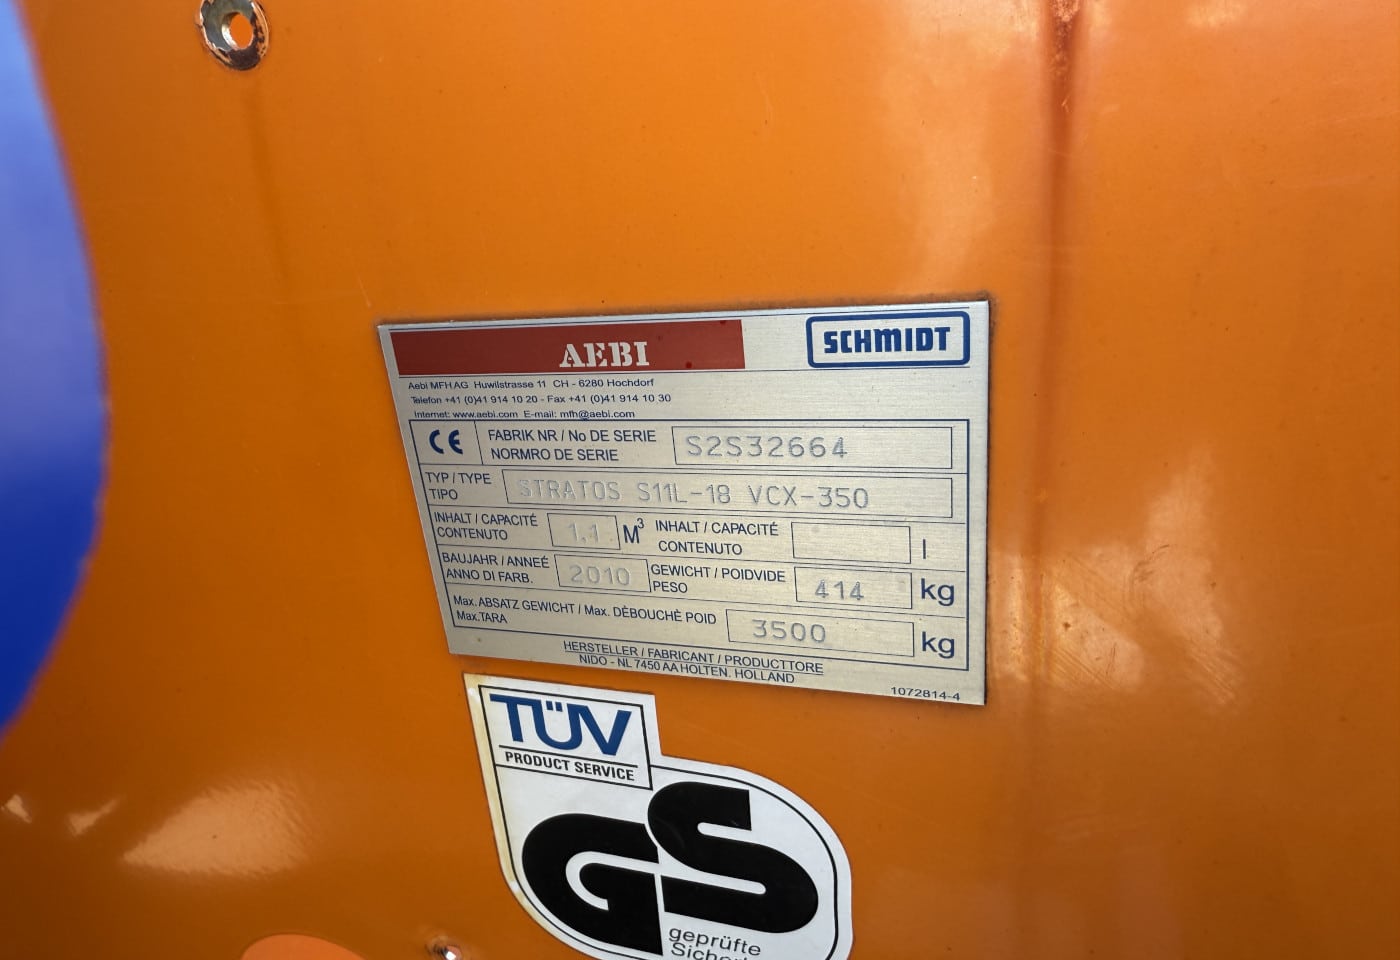 AEBI
SCHMIDT
Aebi MFH AG Huwilstrasse 11 CH - 6280 Hochdorf
Telefon +41 (0)41 914 10 20 - Fax +41 (0)41 914 10 30
Internet: www.aebi.com E-mail: mfh@aebi.com
CE FABRIK NR / No DE SERIE S2S32664
NORMRO DE SERIE
TYP / TYPE STRATOS S11L-18 VCX-350
TIPO
INHALT / CAPACITÉ 1,1 M³ INHALT / CAPACITÉ l
CONTENUTO CONTENUTO
BAUJAHR / ANNEÉ 2010 GEWICHT / POIDVIDE 414 kg
ANNO DI FARB. PESO
Max. ABSATZ GEWICHT / Max. DÈBOUCHÈ POID 3500 kg
Max.TARA
HERSTELLER / FABRICANT / PRODUCTTORE
NIDO - NL 7450 AA HOLTEN. HOLLAND
1072814-4
TÜV
PRODUCT SERVICE
GS
geprüfte